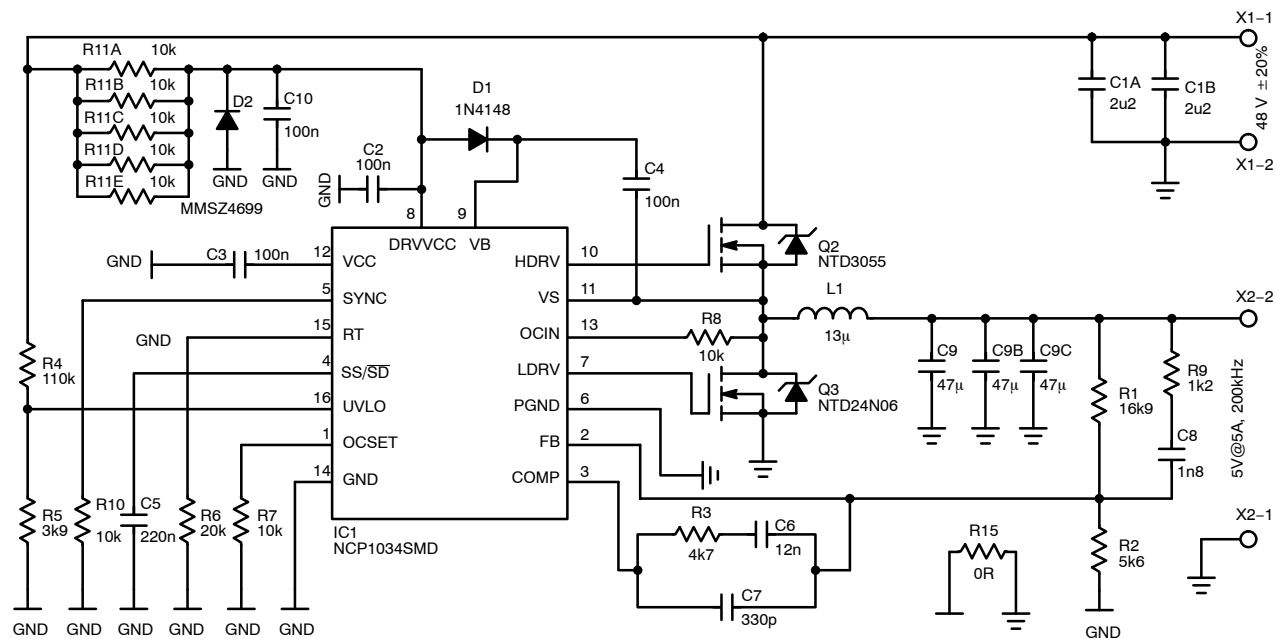 X1-1
R11A 10k
R11B 10k
R11C 10k
R11D 10k
R11E 10k
MMSZ4699
D2
C10
100n
GND
GND
D1
1N4148
C2
100n
GND
C4
100n
C1A
2u2
C1B
2u2
48 V ±20%
X1-2
8
9
DRVVCC
VB
GND
C3
100n
12
VCC
5
SYNC
GND
15
RT
4
SS/SD
16
UVLO
1
OCSET
14
GND
HDRV
10
VS
11
OCIN
13
LDRV
7
PGND
6
FB
2
COMP
3
IC1
NCP1034SMD
Q2
NTD3055
L1
13µ
X2-2
R8
10k
Q3
NTD24N06
C9
47µ
C9B
47µ
C9C
47µ
R1
16k9
R9
1k2
C8
1n8
5V@5A, 200kHz
R4
110k
R5
3k9
R10
10k
C5
220n
R6
20k
R7
10k
R3
4k7
C6
12n
C7
330p
R15
0R
R2
5k6
X2-1
GND
GND
GND
GND
GND
GND
GND